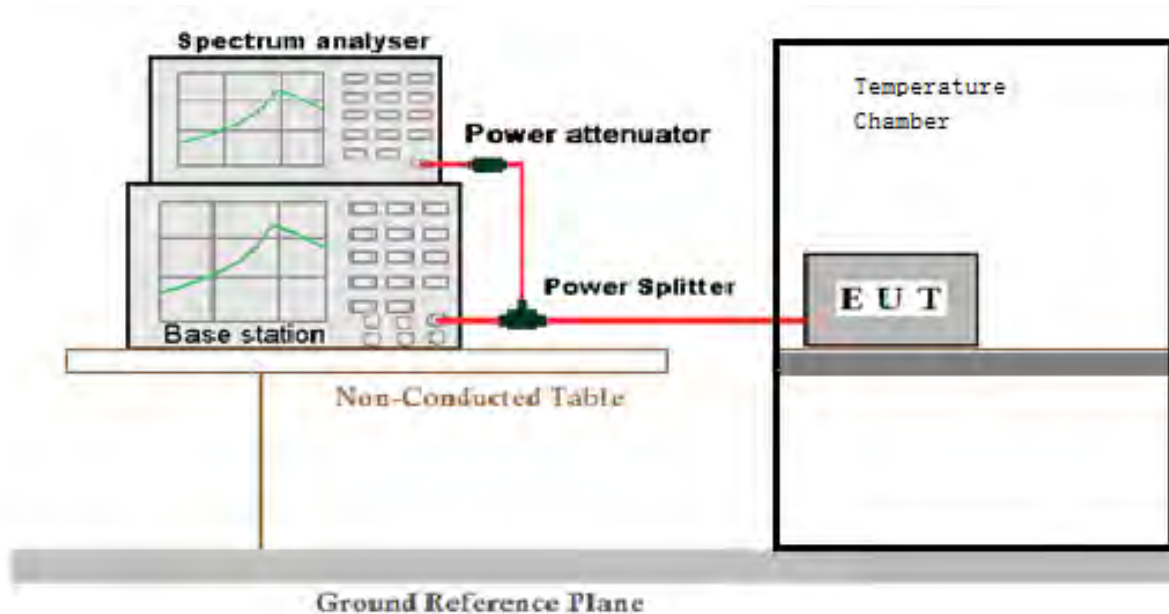 Spectrum analyser
Temperature
Chamber
Power attenuator
Power Splitter
E U T
Base station
Non-Conducted Table
Ground Reference Plane